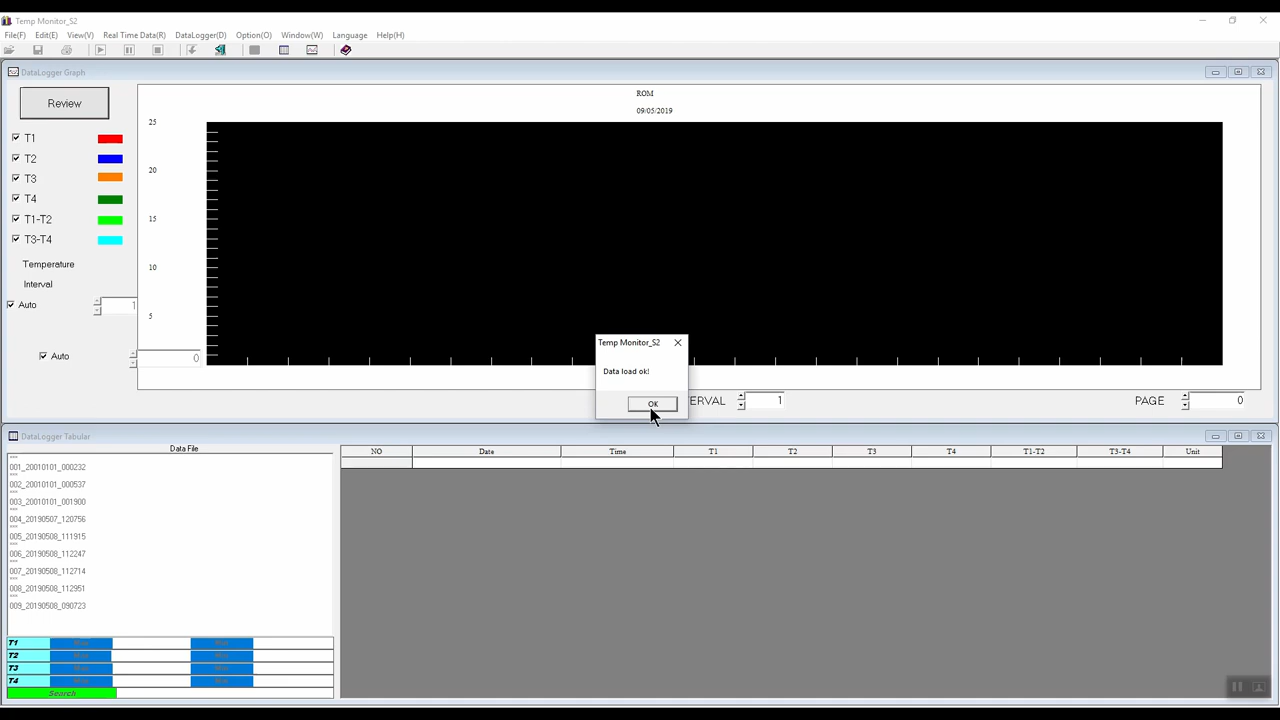 Temp Monitor_S2
File(F) Edit(E) View(V) Real Time Data(R) DataLogger(D) Option(O) Window(W) Language Help(H)
DataLogger Graph
Review
ROM
09/05/2019
T1
T2
T3
T4
T1-T2
T3-T4
Temperature
Interval
Auto 1
Auto 0
25
20
15
10
5
Temp Monitor_S2
Data load ok!
OK
ERVAL 1
PAGE 0
DataLogger Tabular
Data File
001_20010101_000232
002_20010101_000537
003_20010101_001900
004_20190507_120756
005_20190508_111915
006_20190508_112247
007_20190508_112714
008_20190508_112951
009_20190508_090723
T1
T2
T3
T4
Search
NO Date Time T1 T2 T3 T4 T1-T2 T3-T4 Unit